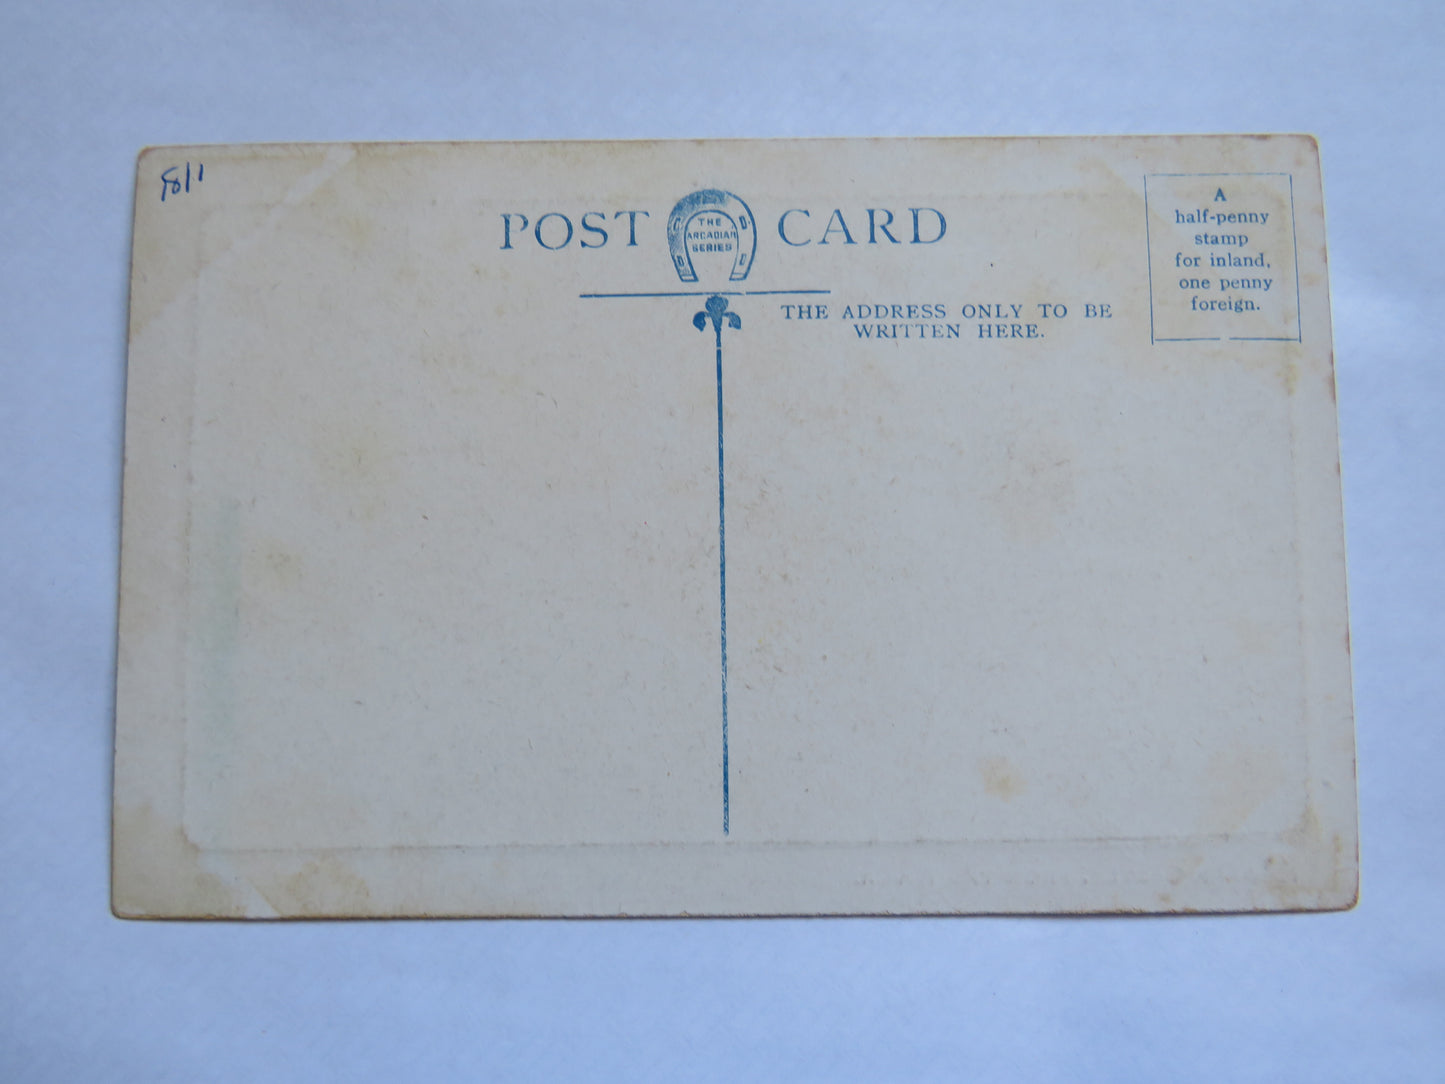 POST CARD
THE
ARCADIAN
SERIES
A
half-penny
stamp
for inland,
one penny
foreign.
THE ADDRESS ONLY TO BE
WRITTEN HERE.